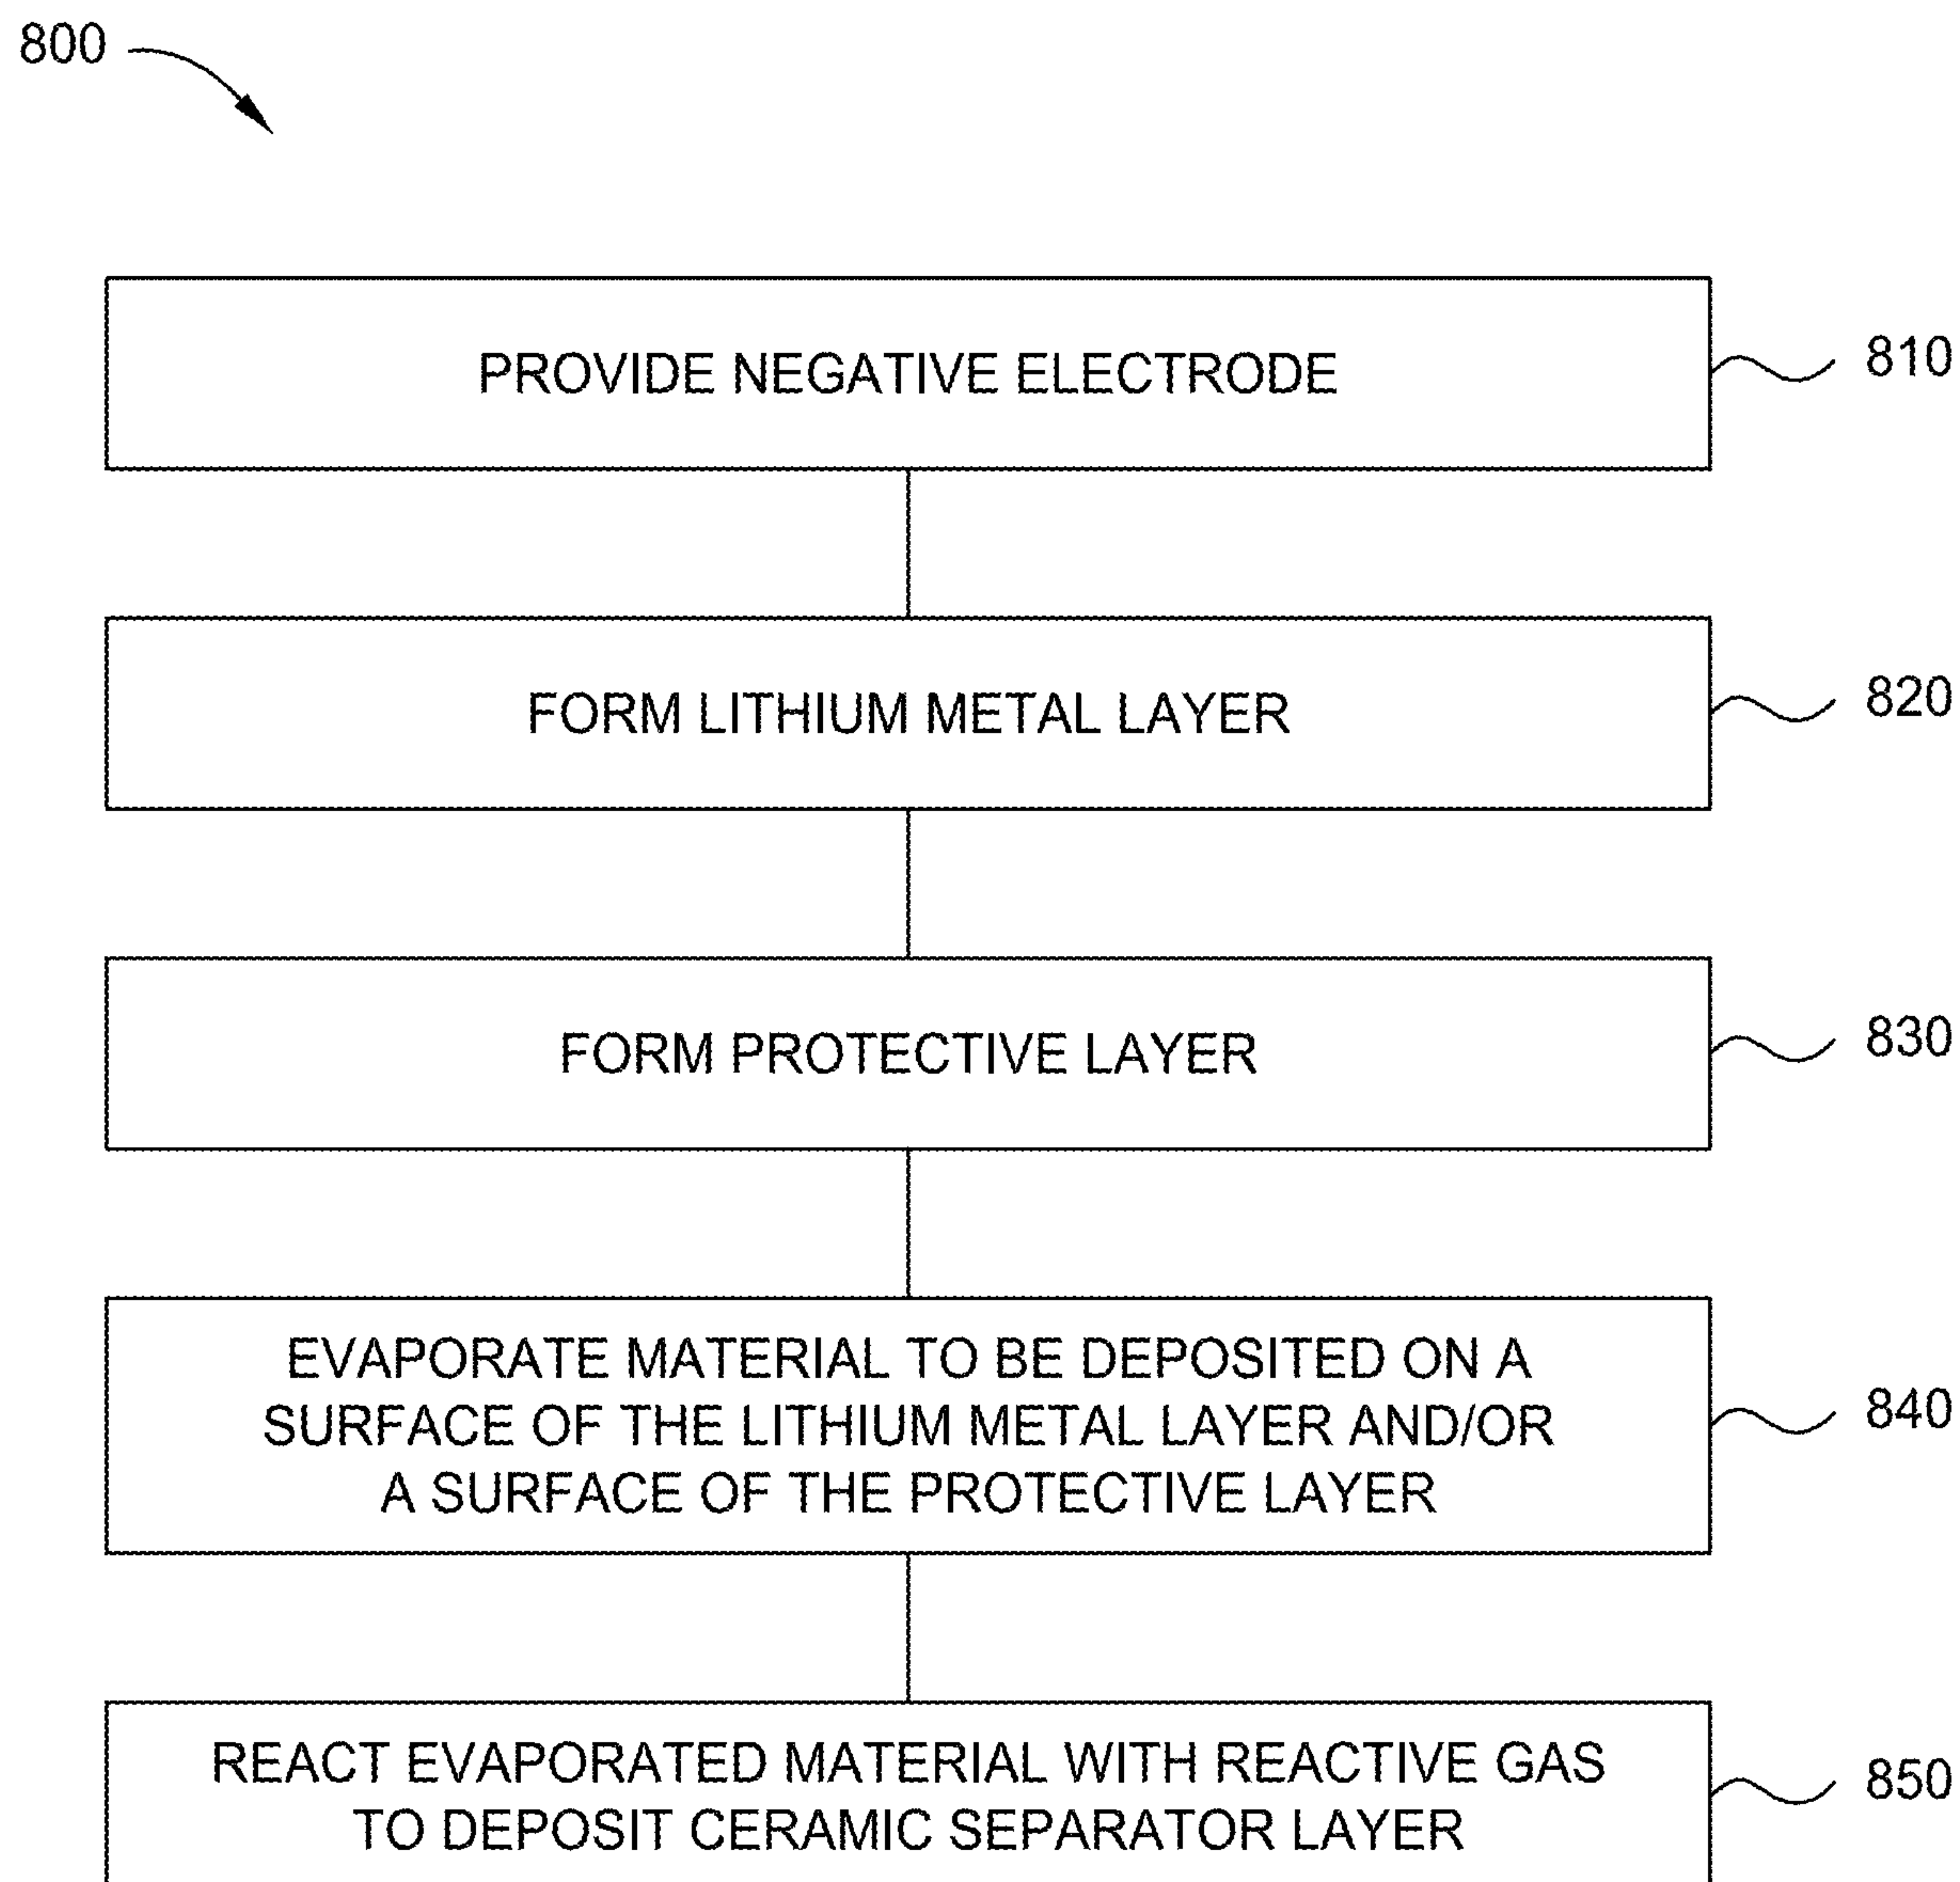 800
PROVIDE NEGATIVE ELECTRODE
810
FORM LITHIUM METAL LAYER
820
FORM PROTECTIVE LAYER
830
EVAPORATE MATERIAL TO BE DEPOSITED ON A
SURFACE OF THE LITHIUM METAL LAYER AND/OR
A SURFACE OF THE PROTECTIVE LAYER
840
REACT EVAPORATED MATERIAL WITH REACTIVE GAS
TO DEPOSIT CERAMIC SEPARATOR LAYER
850